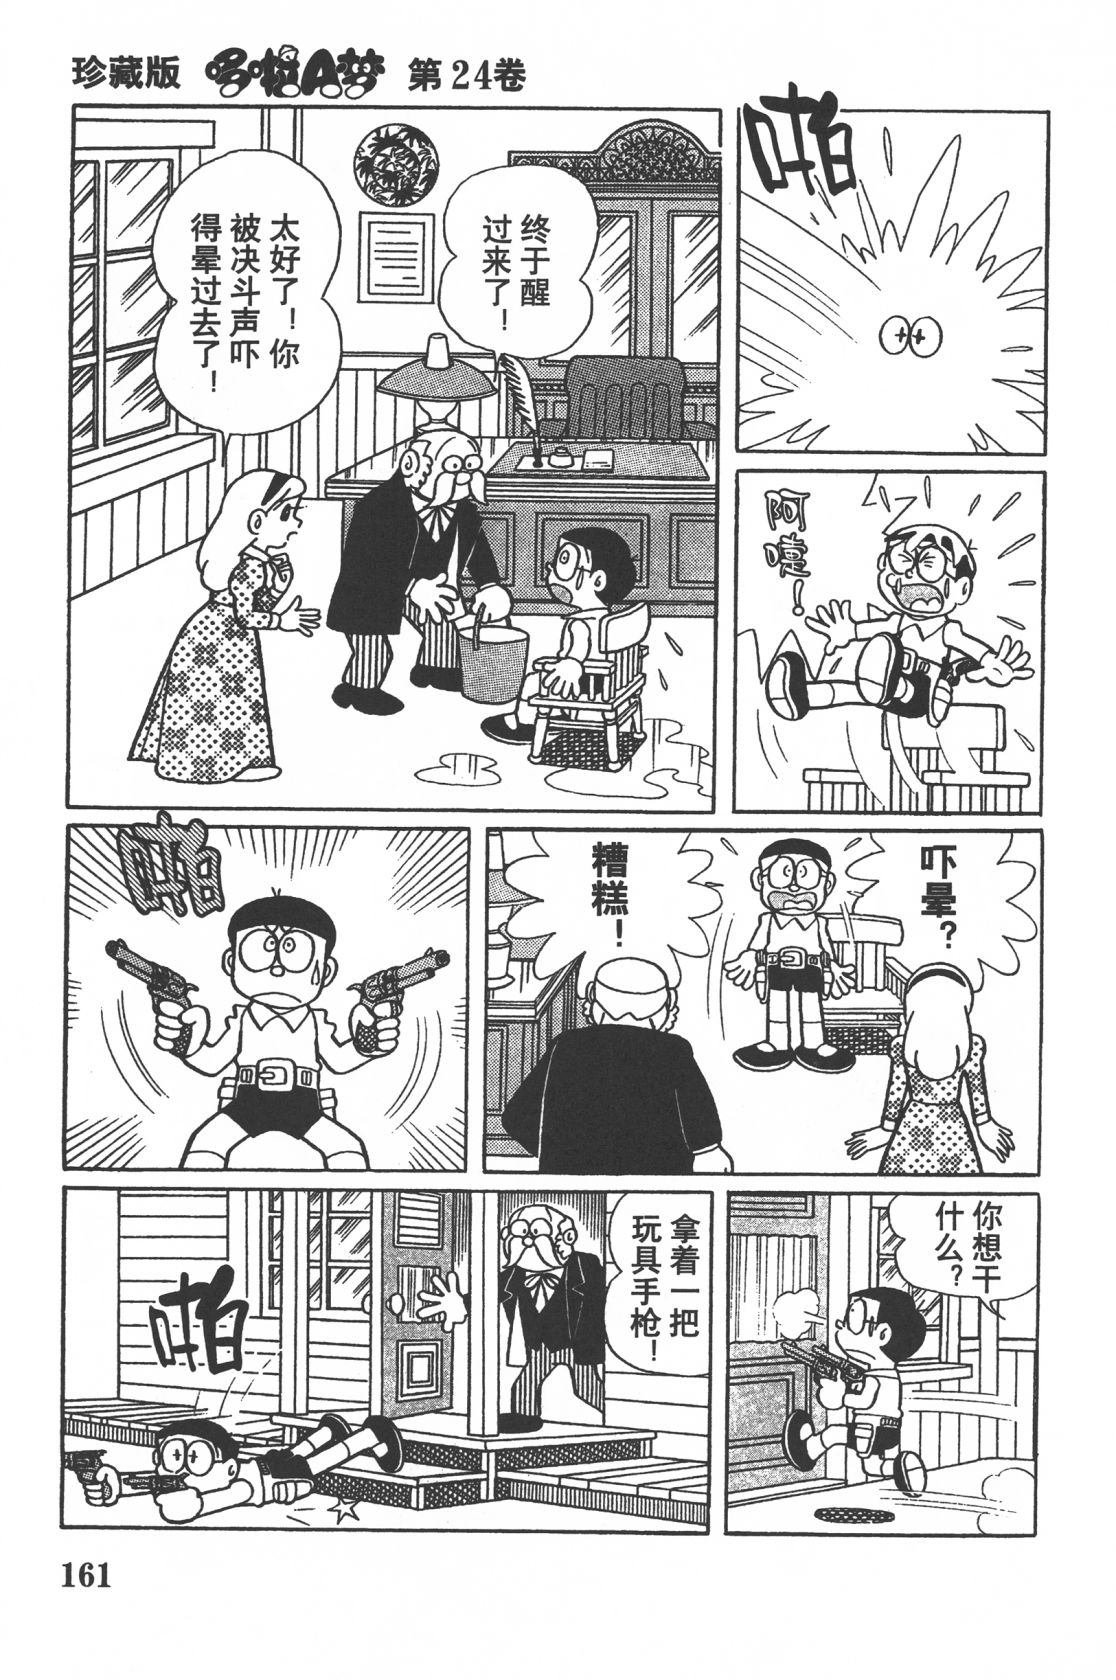 珍藏版 哆啦A梦 第24卷
啪
阿嚏！
终于醒
过来了！
太好了！你
被决斗声吓
得晕过去了！
吓晕？
糟糕！
啪
你想干
什么？
拿着一把
玩具手枪！
啪
161